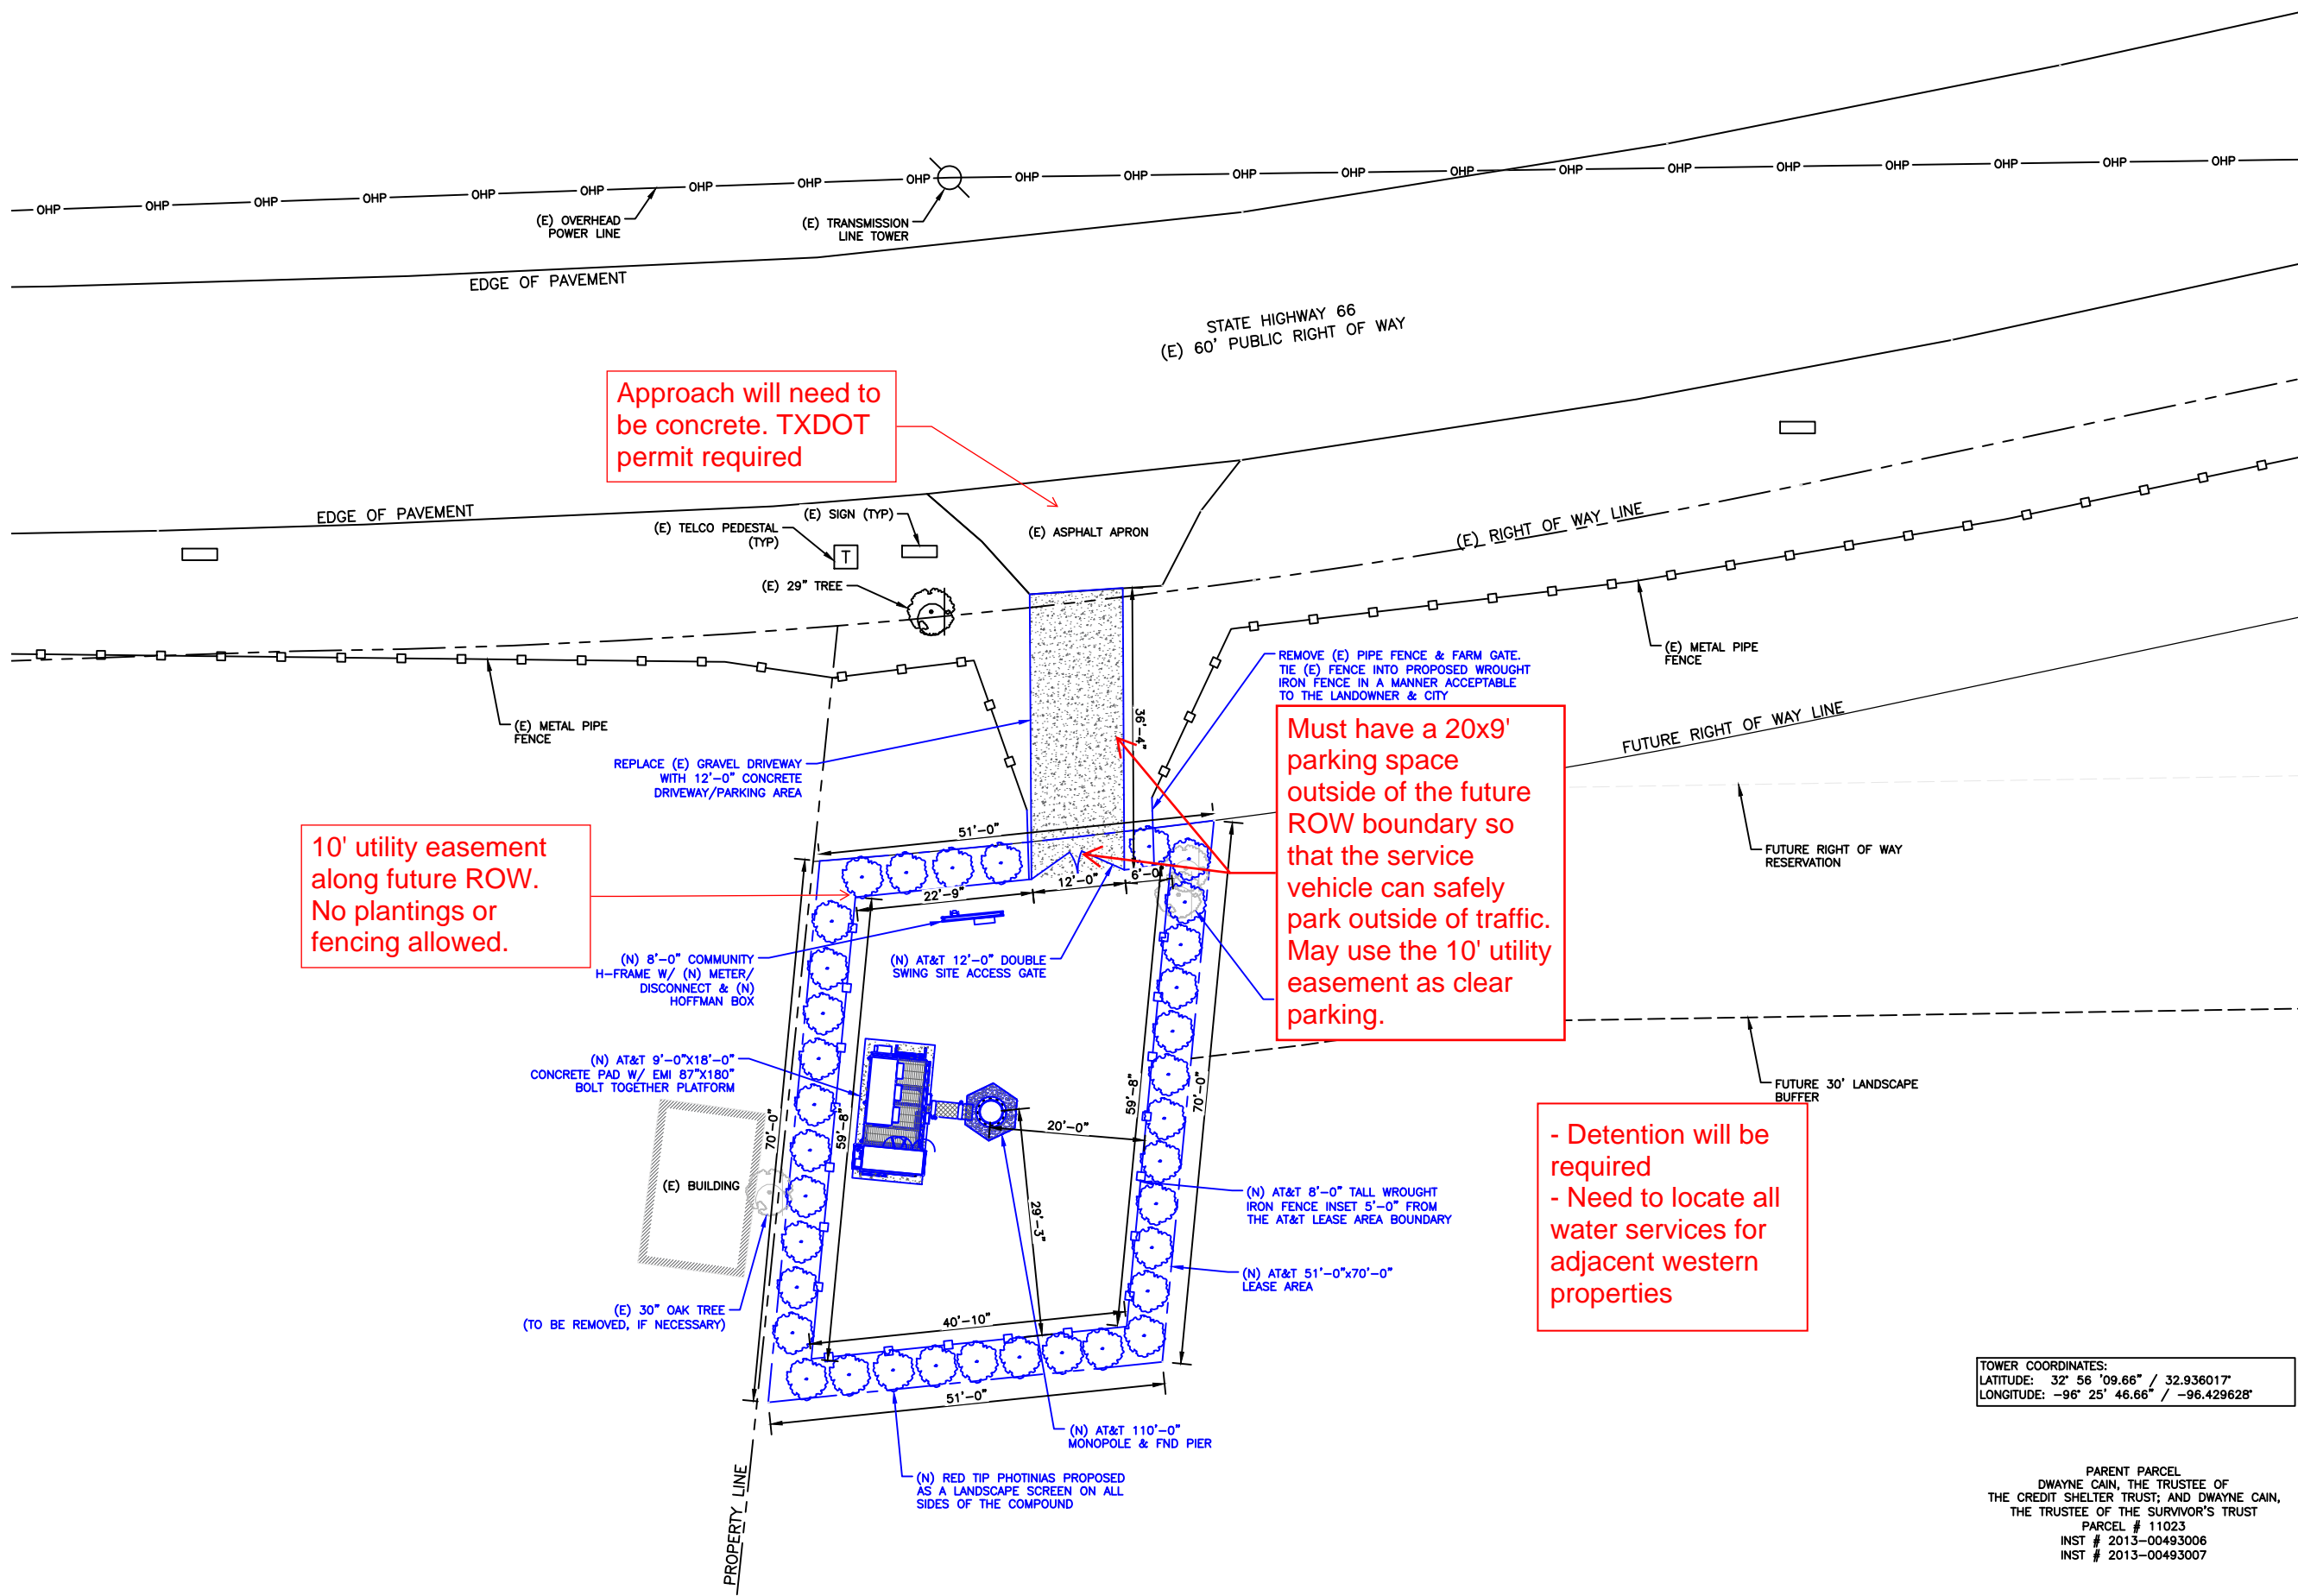 OHP OHP OHP OHP OHP OHP OHP OHP OHP OHP OHP OHP OHP OHP OHP OHP OHP OHP OHP OHP OHP
(E) OVERHEAD
POWER LINE
(E) TRANSMISSION
LINE TOWER
EDGE OF PAVEMENT
STATE HIGHWAY 66
(E) 60' PUBLIC RIGHT OF WAY
Approach will need to
be concrete. TXDOT
permit required
EDGE OF PAVEMENT
(E) TELCO PEDESTAL
(TYP)
T
(E) SIGN (TYP)
(E) ASPHALT APRON
(E) RIGHT OF WAY LINE
(E) 29" TREE
(E) METAL PIPE
FENCE
REMOVE (E) PIPE FENCE & FARM GATE.
TIE (E) FENCE INTO PROPOSED WROUGHT
IRON FENCE IN A MANNER ACCEPTABLE
TO THE LANDOWNER & CITY
(E) METAL PIPE
FENCE
36'-4"
FUTURE RIGHT OF WAY LINE
REPLACE (E) GRAVEL DRIVEWAY
WITH 12'-0" CONCRETE
DRIVEWAY/PARKING AREA
Must have a 20x9'
parking space
outside of the future
ROW boundary so
that the service
vehicle can safely
park outside of traffic.
May use the 10' utility
easement as clear
parking.
10' utility easement
along future ROW.
No plantings or
fencing allowed.
51'-0"
FUTURE RIGHT OF WAY
RESERVATION
22'-9"
12'-0"
6'-0"
(N) 8'-0" COMMUNITY
H-FRAME W/ (N) METER/
DISCONNECT & (N)
HOFFMAN BOX
(N) AT&T 12'-0" DOUBLE
SWING SITE ACCESS GATE
(N) AT&T 9'-0"X18'-0"
CONCRETE PAD W/ EMI 87"X180"
BOLT TOGETHER PLATFORM
FUTURE 30' LANDSCAPE
BUFFER
70'-0"
59'-8"
20'-0"
59'-8"
70'-0"
- Detention will be
required
- Need to locate all
water services for
adjacent western
properties
(E) BUILDING
29'-3"
(N) AT&T 8'-0" TALL WROUGHT
IRON FENCE INSET 5'-0" FROM
THE AT&T LEASE AREA BOUNDARY
(N) AT&T 51'-0"x70'-0"
LEASE AREA
(E) 30" OAK TREE
(TO BE REMOVED, IF NECESSARY)
40'-10"
51'-0"
TOWER COORDINATES:
LATITUDE: 32° 56 '09.66" / 32.936017°
LONGITUDE: -96° 25' 46.66" / -96.429628°
(N) AT&T 110'-0"
MONOPOLE & FND PIER
(N) RED TIP PHOTINIAS PROPOSED
AS A LANDSCAPE SCREEN ON ALL
SIDES OF THE COMPOUND
PROPERTY LINE
PARENT PARCEL
DWAYNE CAIN, THE TRUSTEE OF
THE CREDIT SHELTER TRUST; AND DWAYNE CAIN,
THE TRUSTEE OF THE SURVIVOR'S TRUST
PARCEL # 11023
INST # 2013-00493006
INST # 2013-00493007